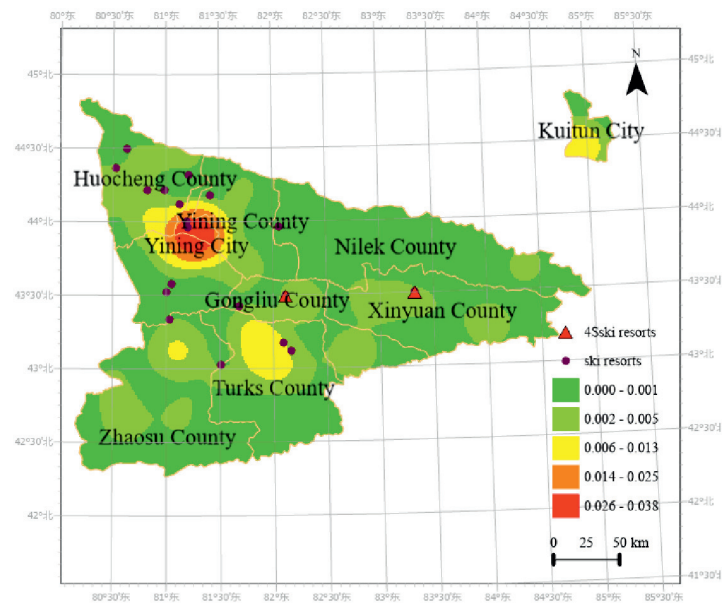 80°东 80°30'东 81°东 81°30'东 82°东 82°30'东 83°东 83°30'东 84°东 84°30'东 85°东 85°30'东
N
45°北 45°北
Kuitun City
44°30'北 44°30'北
Huocheng County
44°北 44°北
Yining County
Yining City
Nilek County
43°30'北 43°30'北
Gongliu County
Xinyuan County
4Sski resorts
ski resorts
43°北 43°北
Turks County
0.000 - 0.001
0.002 - 0.005
42°30'北 42°30'北
Zhaosu County
0.006 - 0.013
0.014 - 0.025
42°北 42°北
0.026 - 0.038
0 25 50 km
41°30'北
80°30'东 81°东 81°30'东 82°东 82°30'东 83°东 83°30'东 84°东 84°30'东 85°东 85°30'东